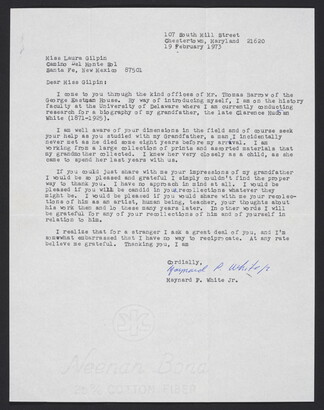 107 South Mill Street
Chestertown, Maryland 21620
19 February 1973
Miss Laura Gilpin
Camino del Monte Sol
Santa Fe, New Mexico 87501
Dear Miss Gilpin:
I come to you through the kind offices of Mr. Thomas Barrow of the
George Eastman House. By way of introducing myself, I am on the history
faculty at the University of Delaware where I am currently conducting
research for a biography of my grandfather, the late Clarence Hudson
White (1871-1925).
I am well aware of your dimensions in the field and of course seek
your help as you studied with my grandfather, a man, I incidentally
never met as he died some eight years before my arrival. I am
working from a large collection of prints and assorted materials that
my grandmother collected. I knew her very closely as a child, as she
came to spend her last years with us.
If you could just share with me your impressions of my grandfather
I would be so pleased and grateful I simply couldn't find the proper
way to thank you. I have no approach in mind at all. I would be
pleased if you will be candid in your recollections whatever they
might be. I would be pleased if you would share with me your recollec-
tions of him as an artist, human being, teacher, your thoughts about
his work then and in these many years later. In other words I will
be grateful for any of your recollections of him and of yourself in
relation to him.
I realise that for a stranger I ask a great deal of you, and I'm
somewhat embarrassed that I have no way to reciprocate. At any rate
believe me grateful. Thanking you, I am
Cordially,
Maynard P. White Jr.
Maynard P. White Jr.
Neenah Bond
25% COTTON FIBER